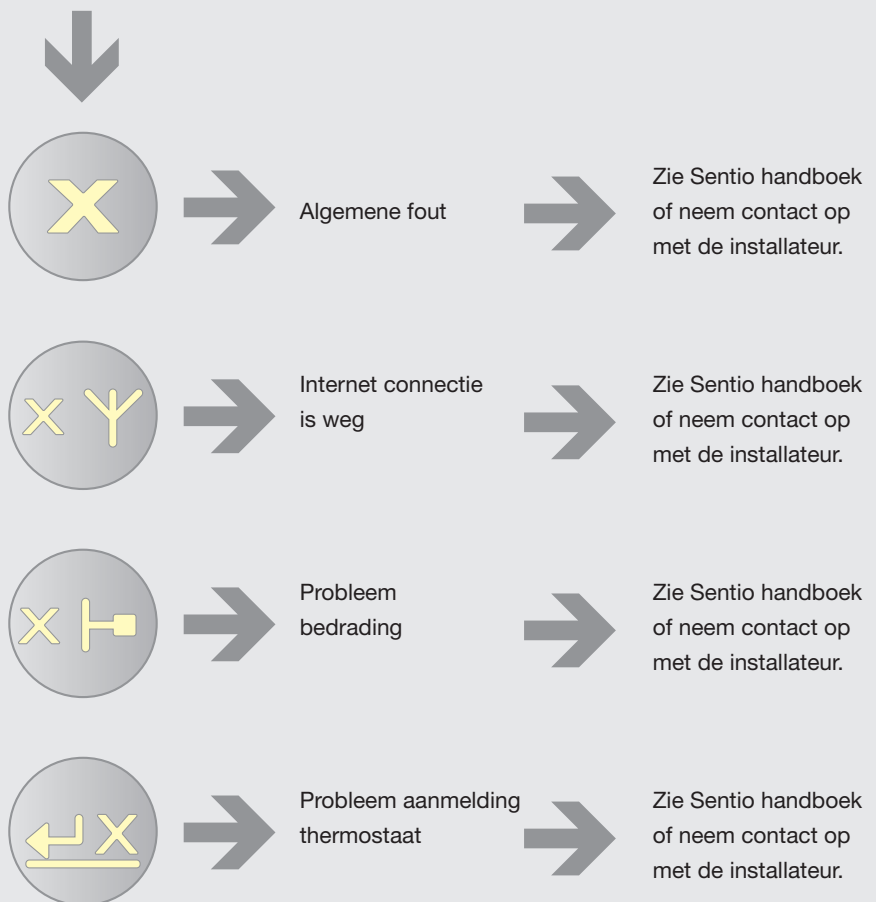 Algemene fout
Zie Sentio handboek
of neem contact op
met de installateur.
Internet connectie
is weg
Zie Sentio handboek
of neem contact op
met de installateur.
Probleem
bedrading
Zie Sentio handboek
of neem contact op
met de installateur.
Probleem aanmelding
thermostaat
Zie Sentio handboek
of neem contact op
met de installateur.